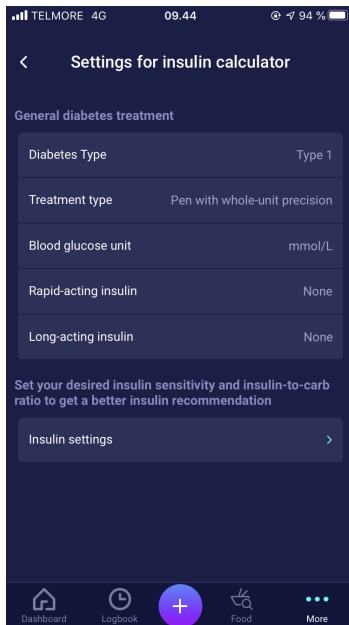 TELMORE 4G 09.44 94 %
Settings for insulin calculator
General diabetes treatment
Diabetes Type Type 1
Treatment type Pen with whole-unit precision
Blood glucose unit mmol/L
Rapid-acting insulin None
Long-acting insulin None
Set your desired insulin sensitivity and insulin-to-carb
ratio to get a better insulin recommendation
Insulin settings
Dashboard Logbook Food More